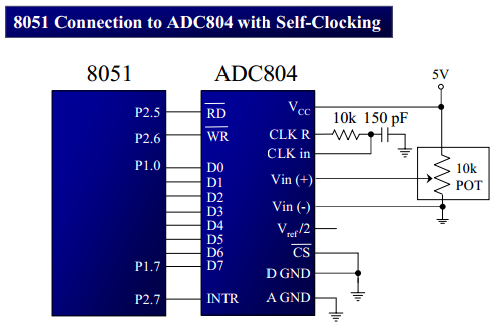 8051 Connection to ADC804 with Self-Clocking
8051
ADC804
5V
P2.5
RD
VCC
10k
150 pF
P2.6
WR
CLK R
CLK in
P1.0
D0
D1
D2
D3
D4
D5
D6
P1.7
D7
Vin (+)
10k
POT
Vin (-)
Vref/2
CS
D GND
P2.7
INTR
A GND